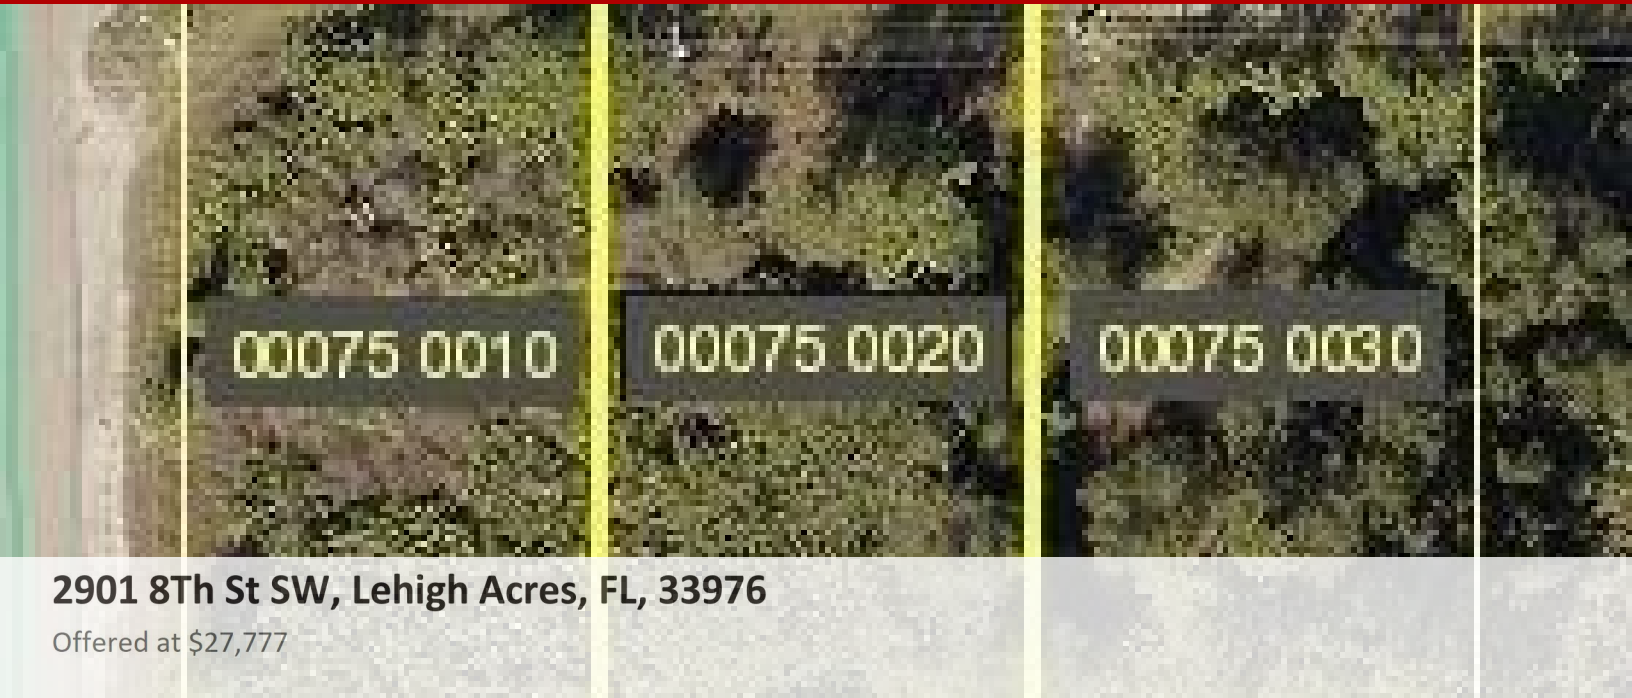 00075 0010 00075 0020 00075 0030
2901 8Th St SW, Lehigh Acres, FL, 33976
Offered at $27,777